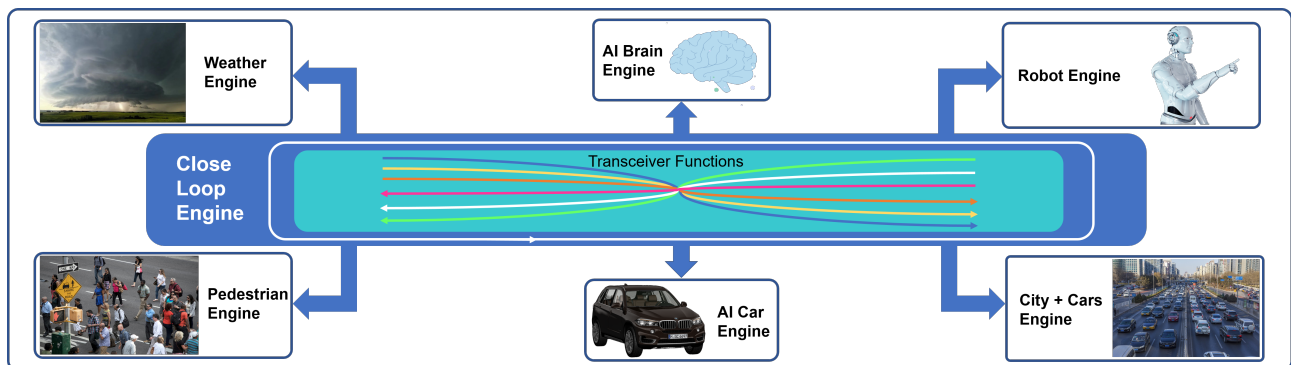 Weather
Engine
AI Brain
Engine
Robot Engine
Close
Loop
Engine
Transceiver Functions
Pedestrian
Engine
AI Car
Engine
City + Cars
Engine